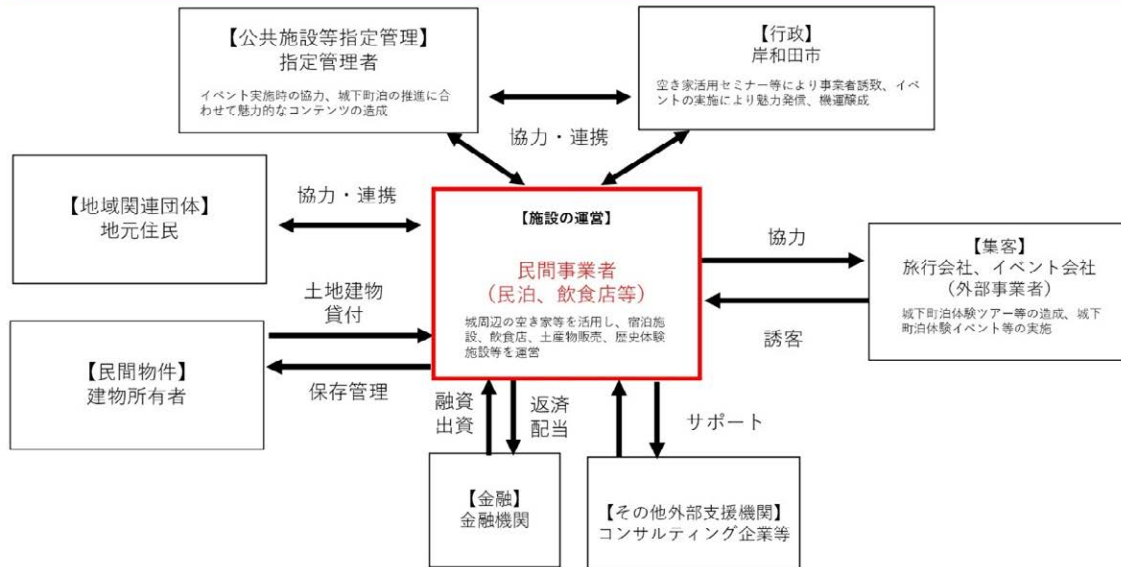 【公共施設等指定管理】
指定管理者
イベント実施時の協力、城下町泊の推進に合
わせて魅力的なコンテンツの造成
【行政】
岸和田市
空き家活用セミナー等により事業者誘致、イベ
ントの実施により魅力発信、機運醸成
協力・連携
【地域関連団体】
地元住民
協力・連携
【施設の運営】
民間事業者
（民泊、飲食店等）
城周辺の空き家等を活用し、宿泊施
設、飲食店、土産物販売、歴史体験
施設等を運営
協力
誘客
【集客】
旅行会社、イベント会社
（外部事業者）
城下町泊体験ツアー等の造成、城下
町泊体験イベント等の実施
土地建物
貸付
保存管理
【民間物件】
建物所有者
融資
出資
返済
配当
サポート
【金融】
金融機関
【その他外部支援機関】
コンサルティング企業等